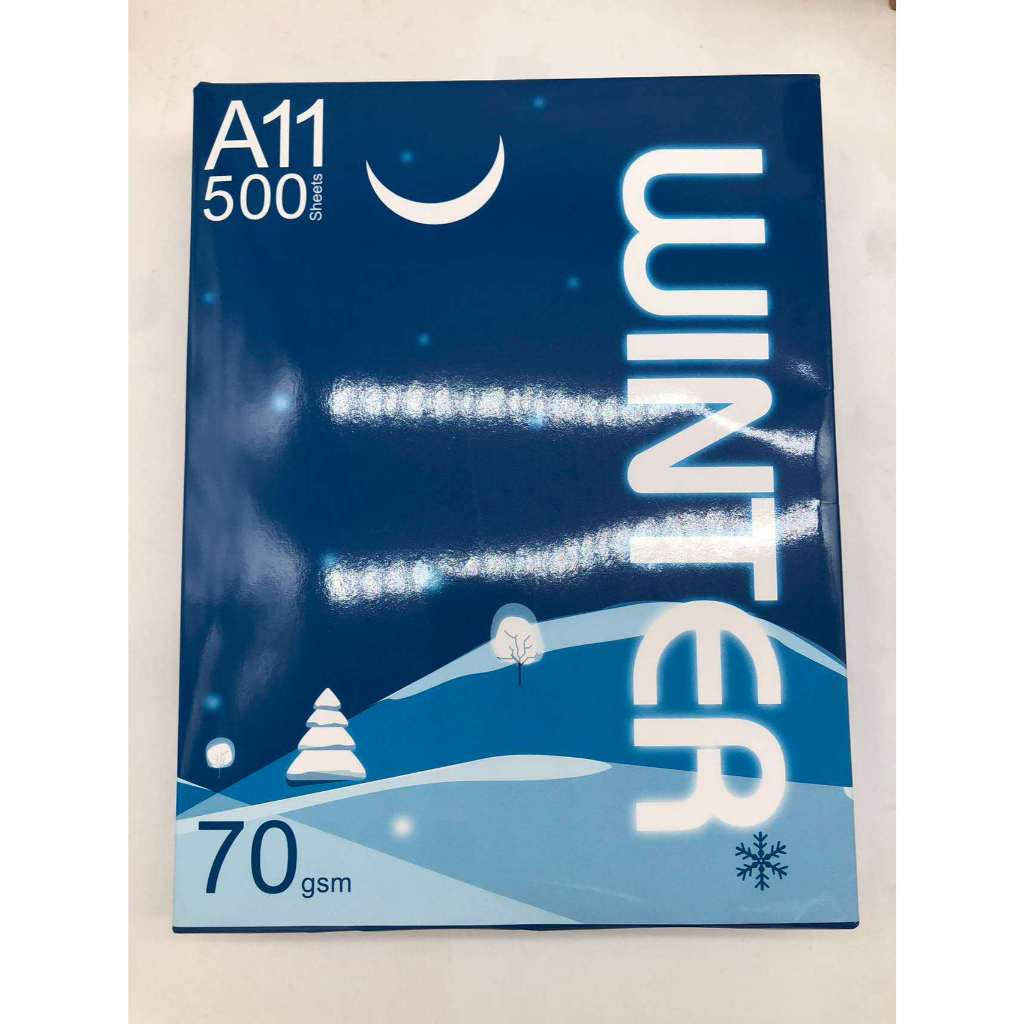 A11
500 Sheets
WINTER
70 gsm